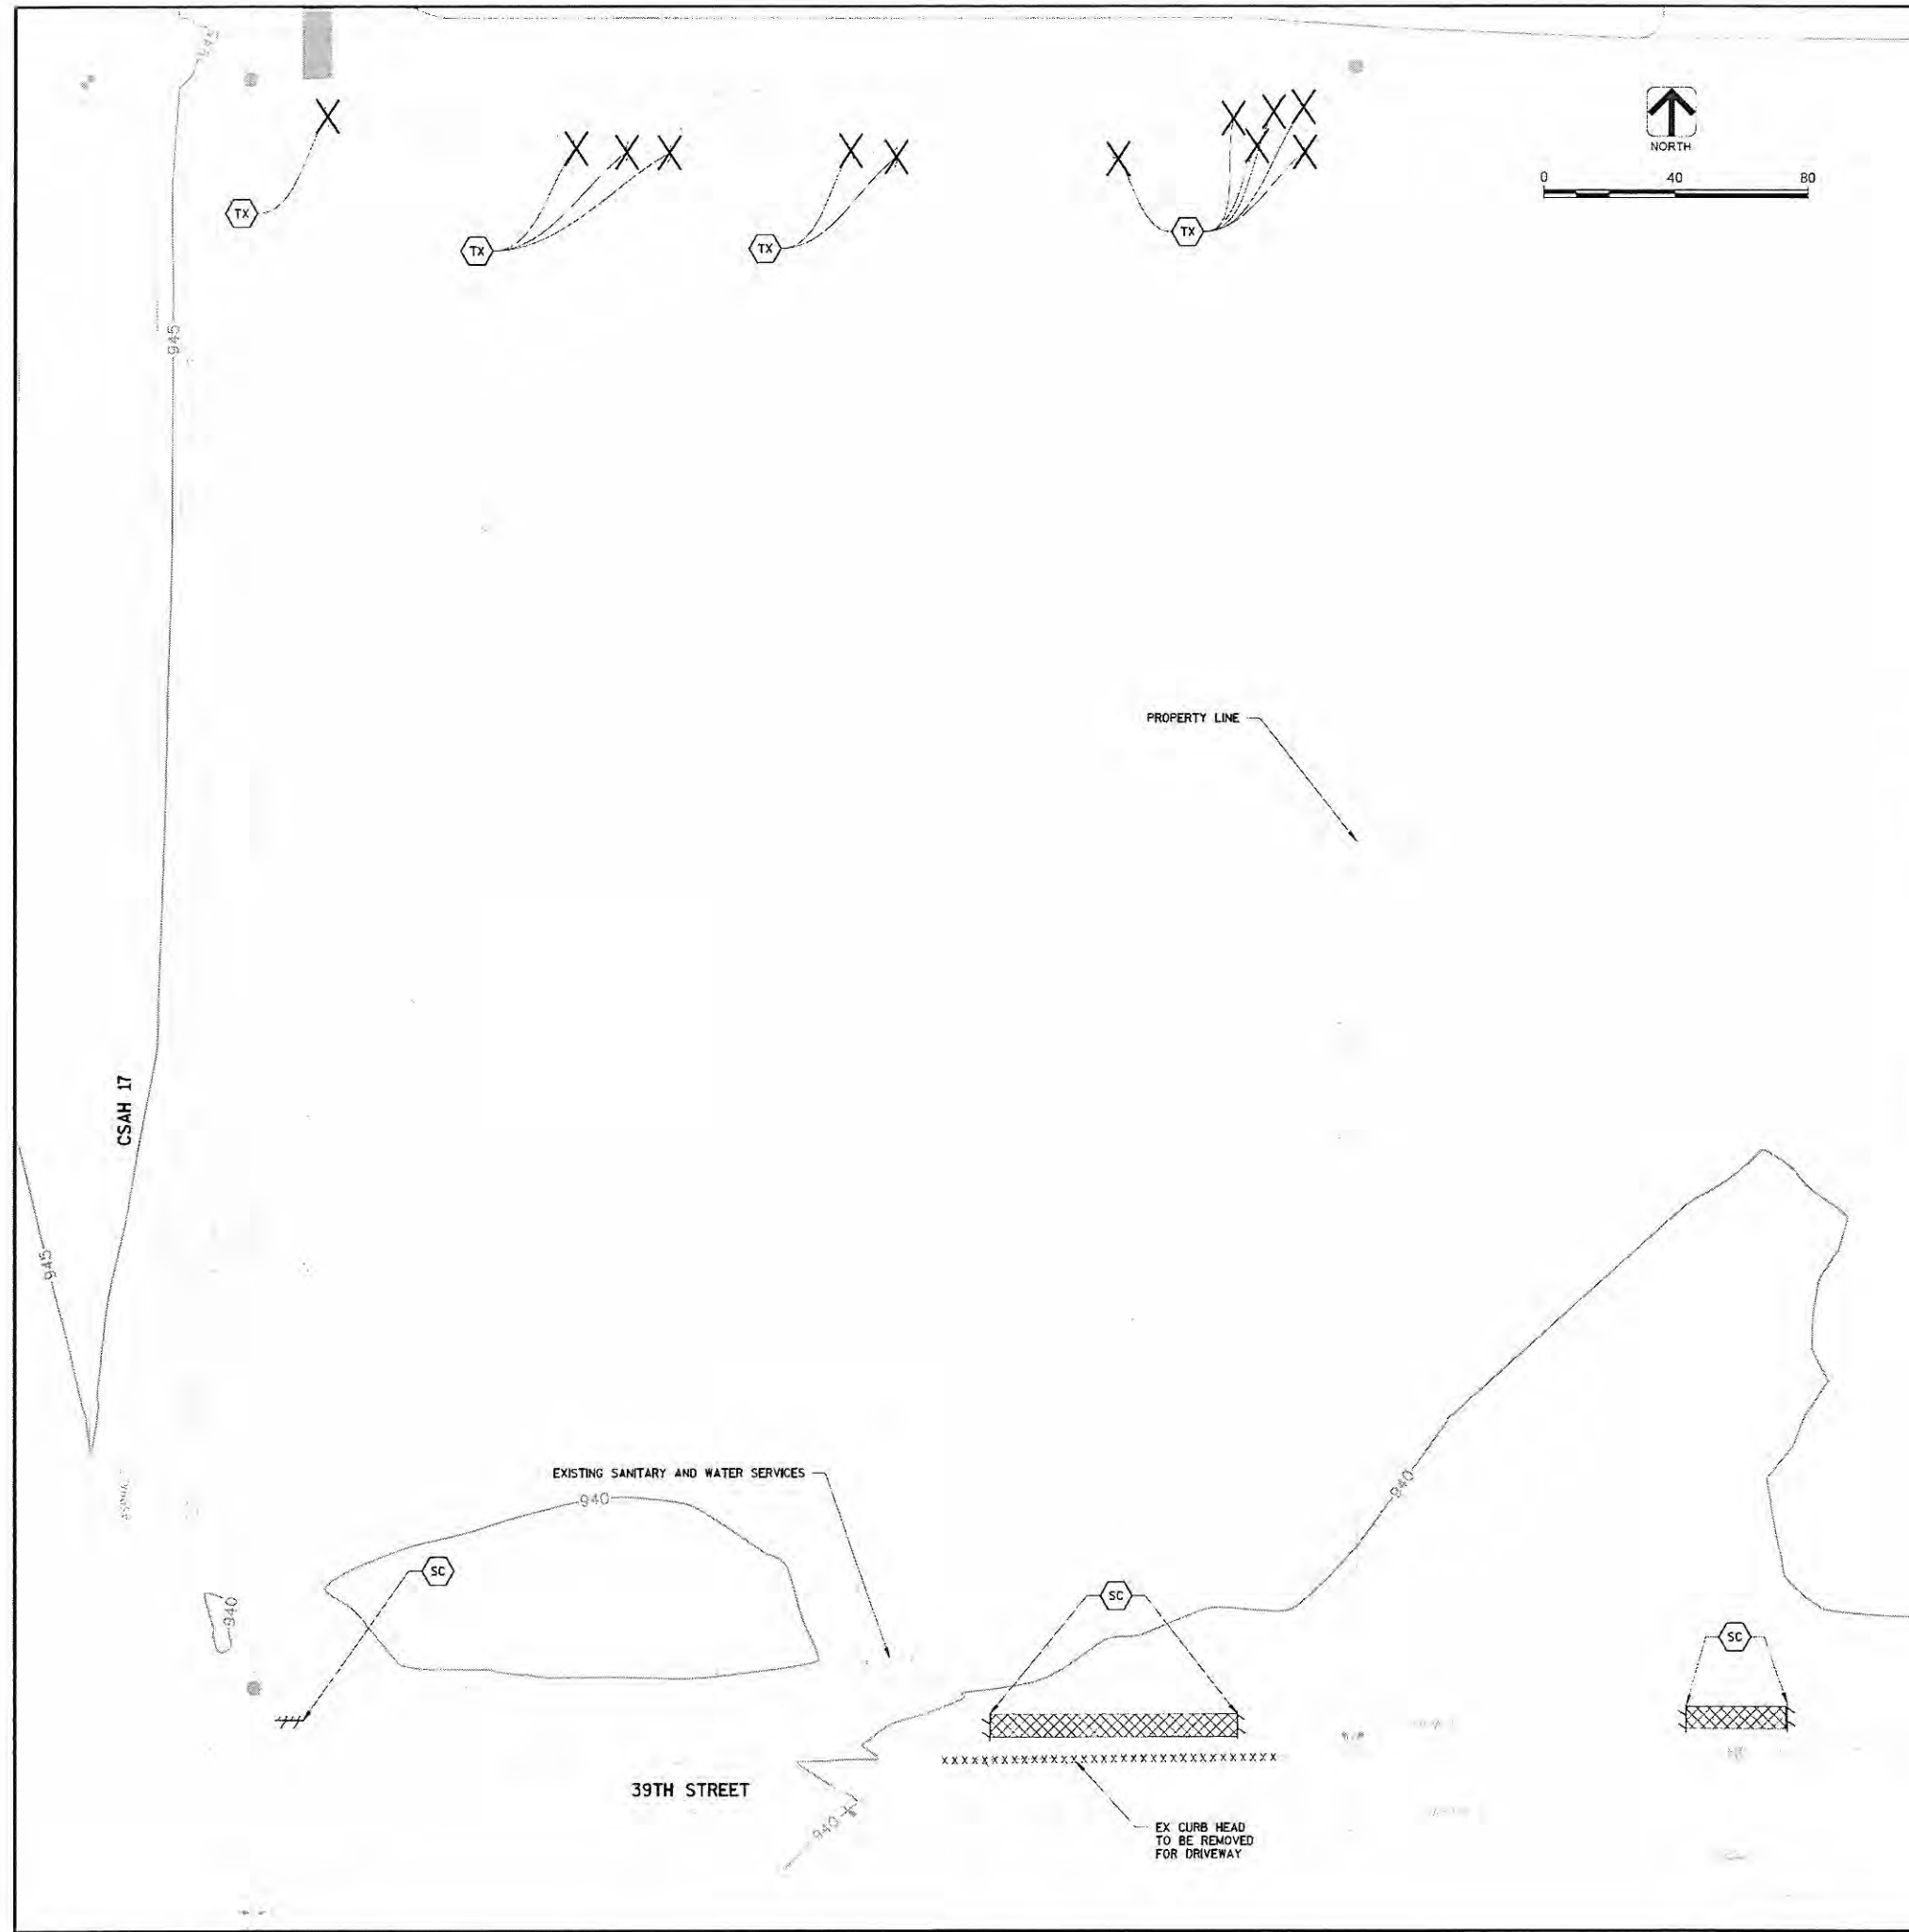 NORTH
0 40 80
TX
TX
TX
TX
945
PROPERTY LINE
CSAH 17
945
EXISTING SANITARY AND WATER SERVICES
940
940
SC
940
SC
SC
39TH STREET
940
XXXXXXXXXXXXXXXXXXXXXXXXXXXXXXXXXX
EX CURB HEAD
TO BE REMOVED
FOR DRIVEWAY